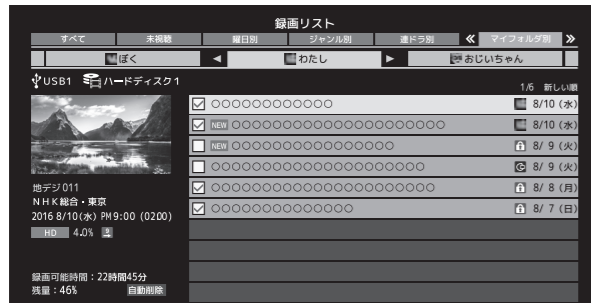 録画リスト
すべて 未視聴 曜日別 ジャンル別 連ドラ別 ≪ マイフォルダ別 ≫
ぼく ◀ わたし ▶ おじいちゃん
USB1 ハードディスク1
1/6 新しい順
○○○○○○○○○○○○ 8/10 (水)
NEW ○○○○○○○○○○○○○○○○○○○○○ 8/10 (水)
NEW ○○○○○○○○○○○○○○○○ 8/ 9 (火)
○○○○○○○○○○○○○○○○○○○○○ G 8/ 9 (火)
○○○○○○○○○○○○○○○○○○○○○○ 8/ 8 (月)
○○○○○○○○○○○○○○ 8/ 7 (日)
地デジ011
NHK総合・東京
2016 8/10(水) PM9:00 (02:00)
HD 4.0%
録画可能時間：22時間45分
残量：46% 自動削除